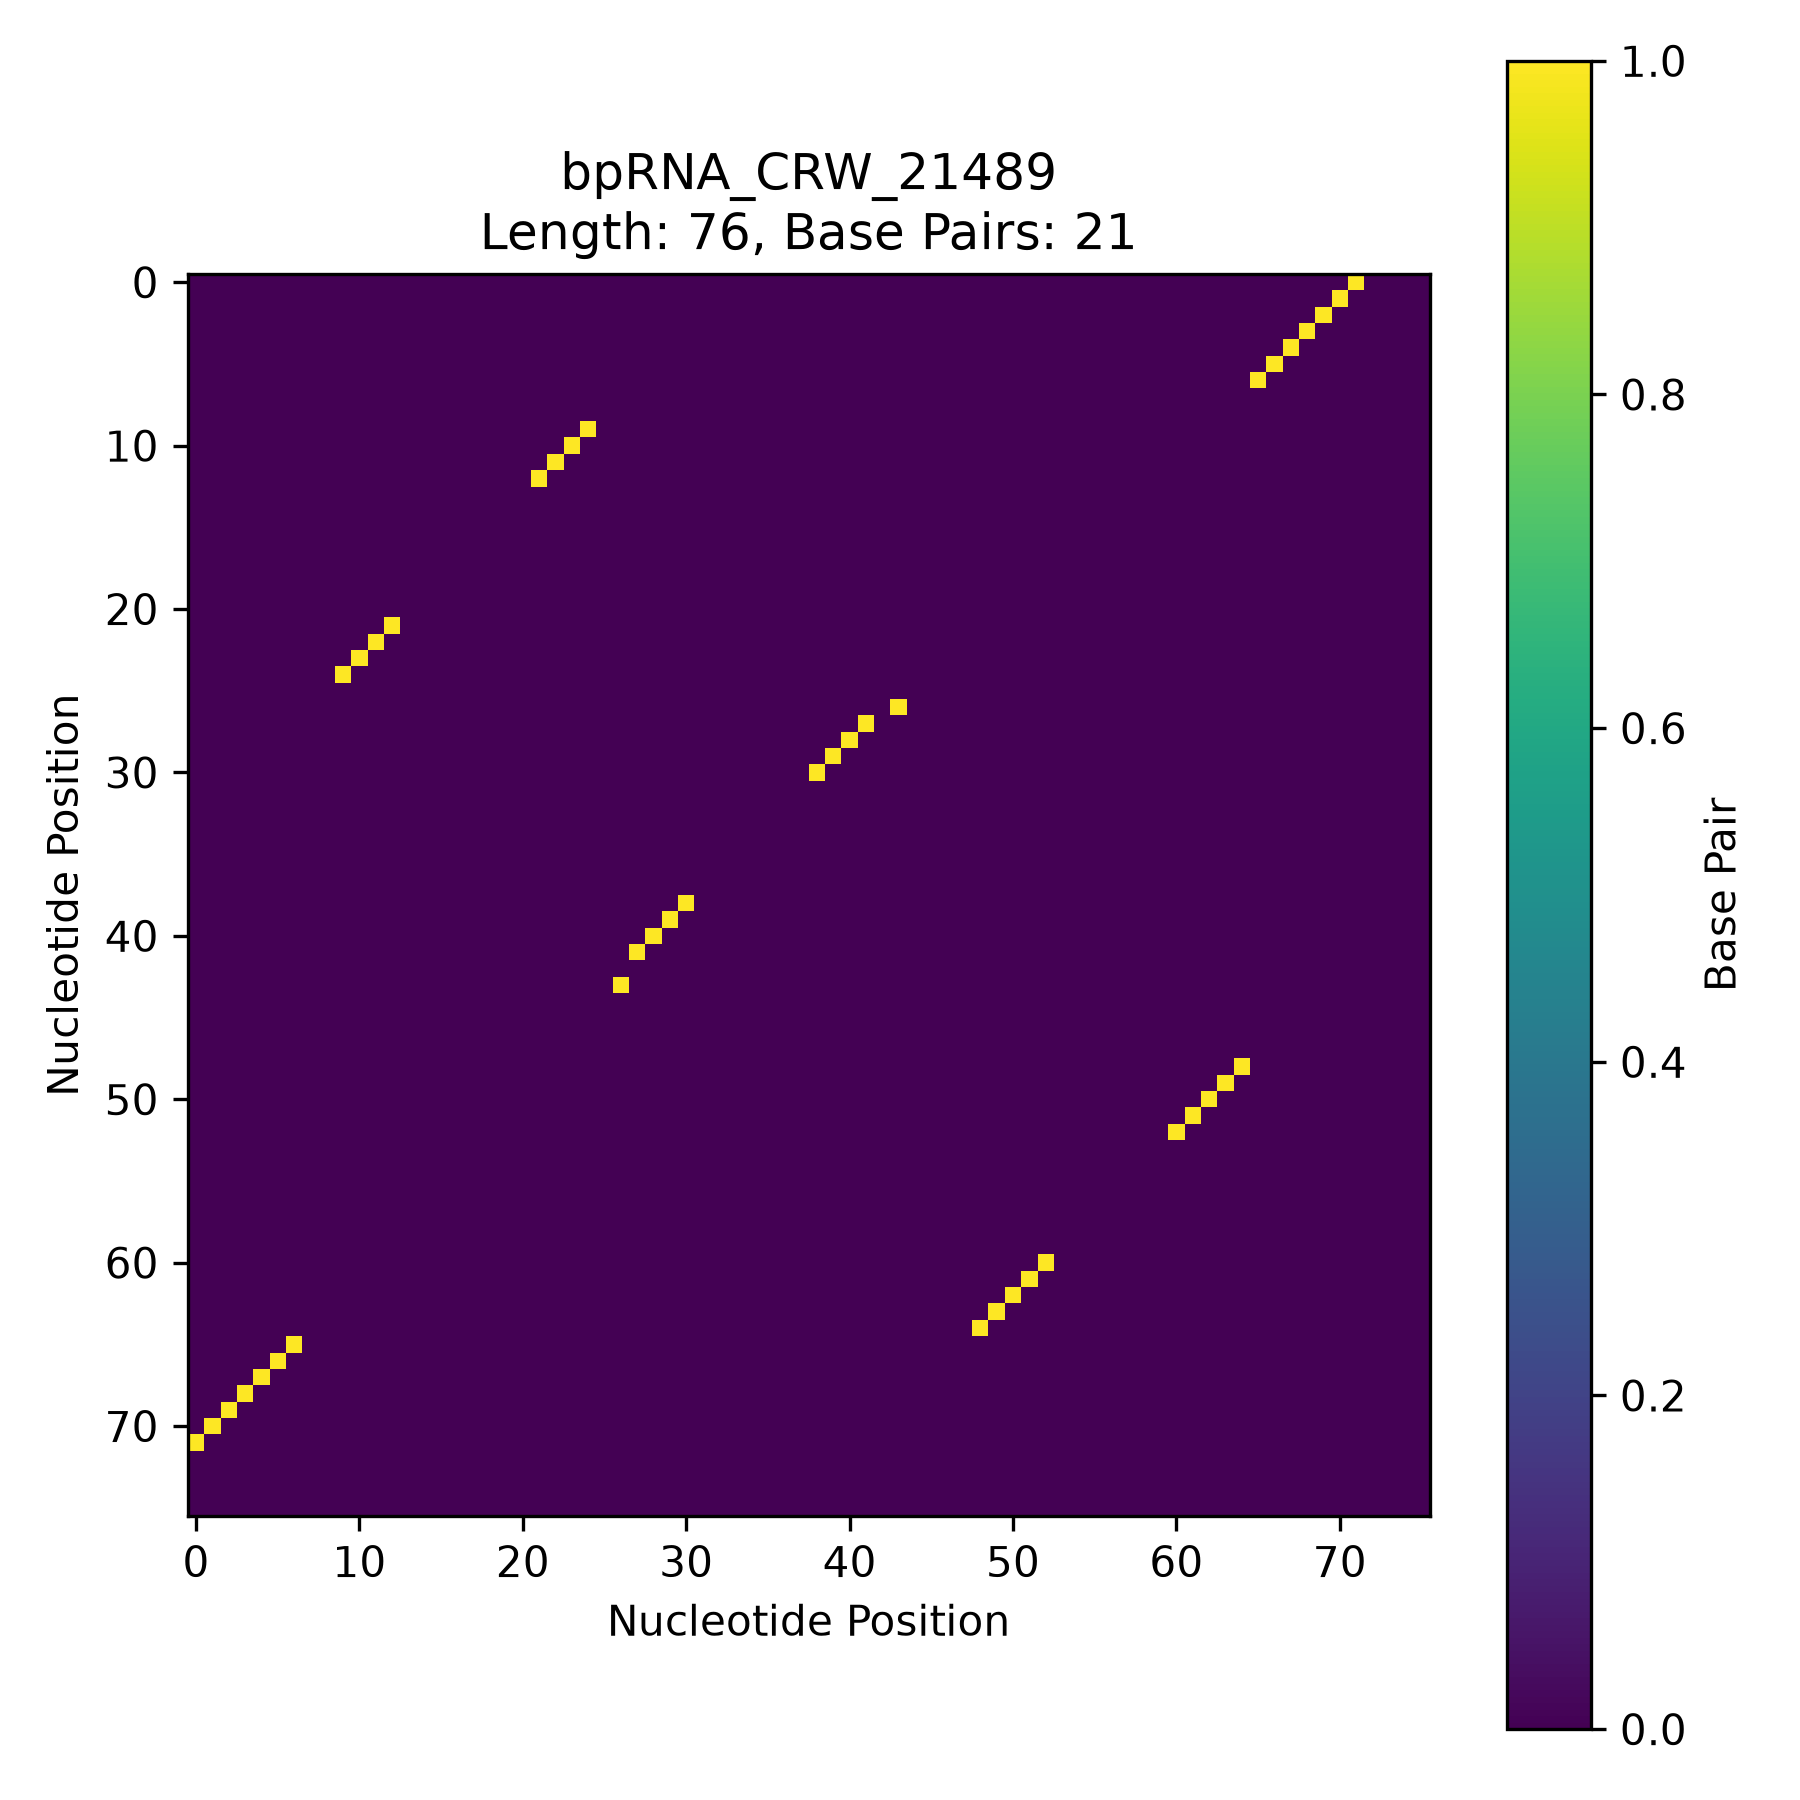 bpRNA_CRW_21489
Length: 76, Base Pairs: 21
Nucleotide Position
0
10
20
30
40
50
60
70
0 10 20 30 40 50 60 70
Nucleotide Position
1.0
0.8
0.6
0.4
0.2
0.0
Base Pair